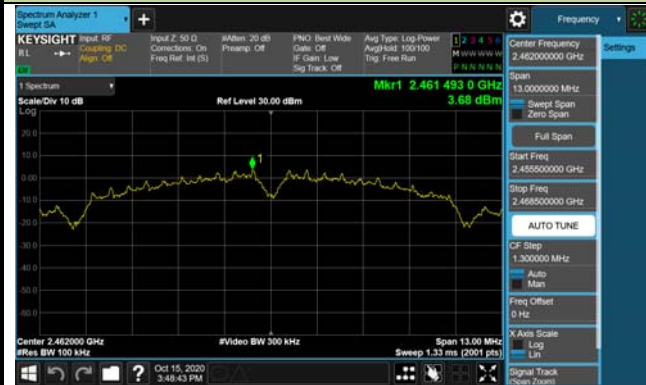 Spectrum Analyzer 1
Swept SA
Frequency
KEYSIGHT
Input: RF
Coupling: DC
Align: Off
Input Z: 50 Ω
Corrections: On
Freq Ref: Int (S)
#Atten: 20 dB
Preamp: Off
PNO: Best Wide
Gate: Off
IF Gain: Low
Sig Track: Off
Avg Type: Log-Power
Avg|Hold: 100/100
Trig: Free Run
1 2 3 4 5 6
M W W W W W
P N N N N N
R L
1 Spectrum
Mkr1 2.461 493 0 GHz
Scale/Div 10 dB
Ref Level 30.00 dBm
3.68 dBm
Log
20.0
10.0
0.00
-10.0
-20.0
-30.0
-40.0
-50.0
-60.0
1
Center 2.462000 GHz
#Video BW 300 kHz
Span 13.00 MHz
#Res BW 100 kHz
Sweep 1.33 ms (2001 pts)
Oct 15, 2020
3:48:43 PM
Settings
Center Frequency
2.462000000 GHz
Span
13.0000000 MHz
Swept Span
Zero Span
Full Span
Start Freq
2.455500000 GHz
Stop Freq
2.468500000 GHz
AUTO TUNE
CF Step
1.300000 MHz
Auto
Man
Freq Offset
0 Hz
X Axis Scale
Log
Lin
Signal Track
(Span Zoom)